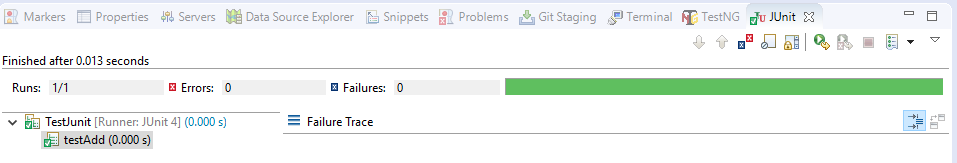 Markers Properties Servers Data Source Explorer Snippets Problems Git Staging Terminal TestNG JUnit
Finished after 0.013 seconds
Runs: 1/1 Errors: 0 Failures: 0
TestJunit [Runner: JUnit 4] (0.000 s) Failure Trace
testAdd (0.000 s)